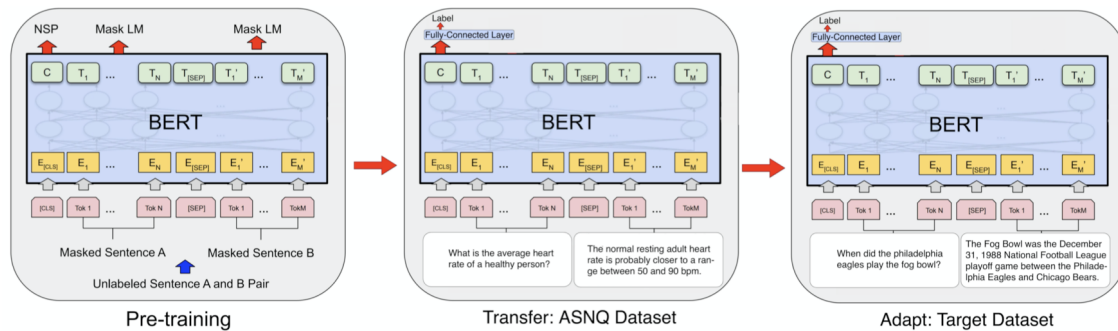 NSP Mask LM Mask LM
C T1 ... TN T[SEP] T1' ... TM'
BERT
E[CLS] E1 ... EN E[SEP] E1' ... EM'
[CLS] Tok 1 ... Tok N [SEP] Tok 1 ... TokM
Masked Sentence A Masked Sentence B
Unlabeled Sentence A and B Pair
Pre-training
Label
Fully-Connected Layer
C T1 ... TN T[SEP] T1' ... TM'
BERT
E[CLS] E1 ... EN E[SEP] E1' ... EM'
[CLS] Tok 1 ... Tok N [SEP] Tok 1 ... TokM
What is the average heart
rate of a healthy person?
The normal resting adult heart
rate is probably closer to a ran-
ge between 50 and 90 bpm.
Transfer: ASNQ Dataset
Label
Fully-Connected Layer
C T1 ... TN T[SEP] T1' ... TM'
BERT
E[CLS] E1 ... EN E[SEP] E1' ... EM'
[CLS] Tok 1 ... Tok N [SEP] Tok 1 ... TokM
When did the philadelphia
eagles play the fog bowl?
The Fog Bowl was the December
31, 1988 National Football League
playoff game between the Philade-
lphia Eagles and Chicago Bears.
Adapt: Target Dataset